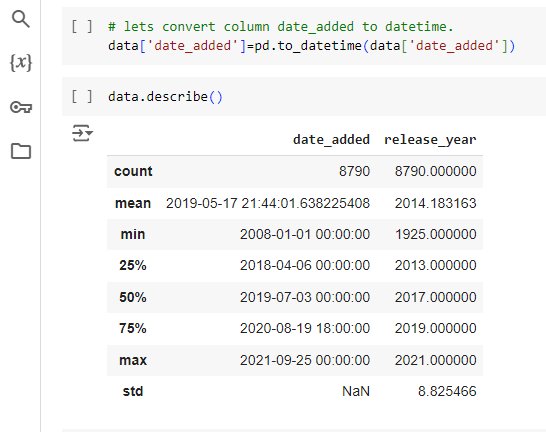 [ ] # lets convert column date_added to datetime.
data['date_added']=pd.to_datetime(data['date_added'])
{x}
[ ] data.describe()
date_added release_year
count 8790 8790.000000
mean 2019-05-17 21:44:01.638225408 2014.183163
min 2008-01-01 00:00:00 1925.000000
25% 2018-04-06 00:00:00 2013.000000
50% 2019-07-03 00:00:00 2017.000000
75% 2020-08-19 18:00:00 2019.000000
max 2021-09-25 00:00:00 2021.000000
std NaN 8.825466